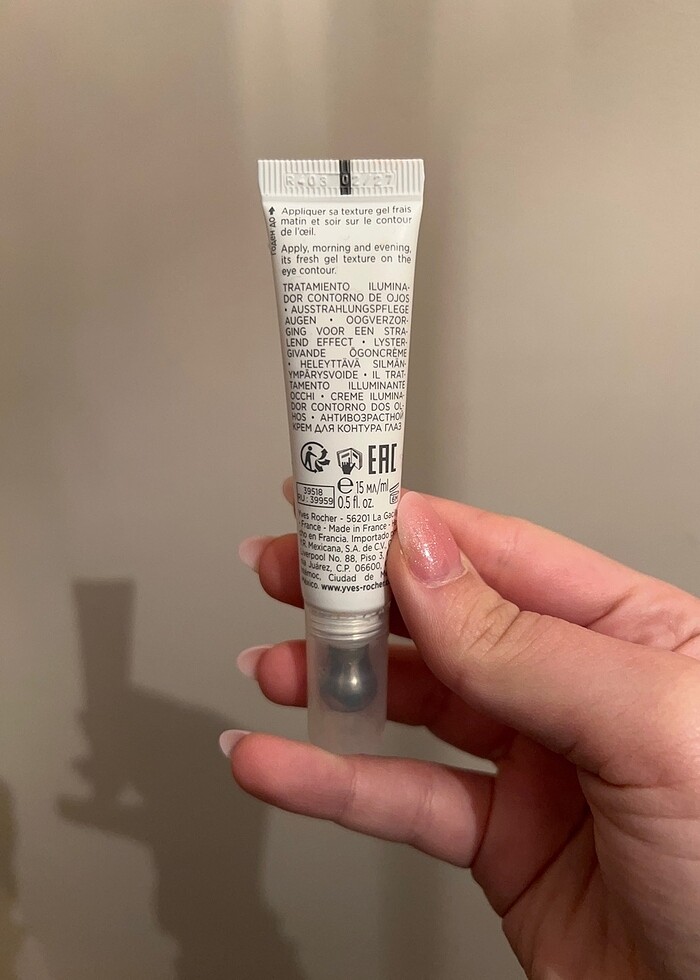 R-03 02/27
ГОДЕН ДО
Appliquer sa texture gel frais
matin et soir sur le contour
de l'œil.
Apply, morning and evening,
its fresh gel texture on the
eye contour.
TRATAMIENTO ILUMINA-
DOR CONTORNO DE OJOS
• AUSSTRAHLUNGSPFLEGE
AUGEN • OOGVERZOR-
GING VOOR EEN STRA-
LEND EFFECT • LYSTER-
GIVANDE ÖGONCRÈME
• HELEYTTÄVÄ SILMÄN-
YMPÄRYSVOIDE • IL TRAT-
TAMENTO ILLUMINANTE
OCCHI • CREME ILUMINA-
DOR CONTORNO DOS OL-
HOS • АНТИВОЗРАСТНОЙ
КРЕМ ДЛЯ КОНТУРА ГЛАЗ
EAC
39518
RU : 39959
e 15 мл/ml
0.5 fl. oz.
Yves Rocher - 56201 La
France - Made in France -
en Francia. Importado
Mexicana, S.A. de C.V.
Liverpool No. 88, Piso 3,
Juárez, C.P. 06600,
Ciudad de
México. www.yves-rocher